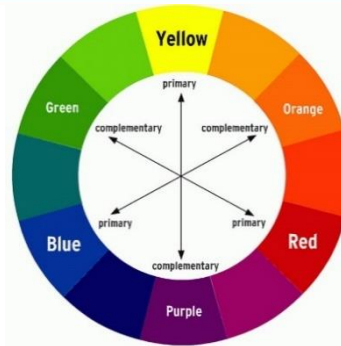 Yellow
primary
Green
Orange
complementary
complementary
primary
primary
Blue
Red
complementary
Purple